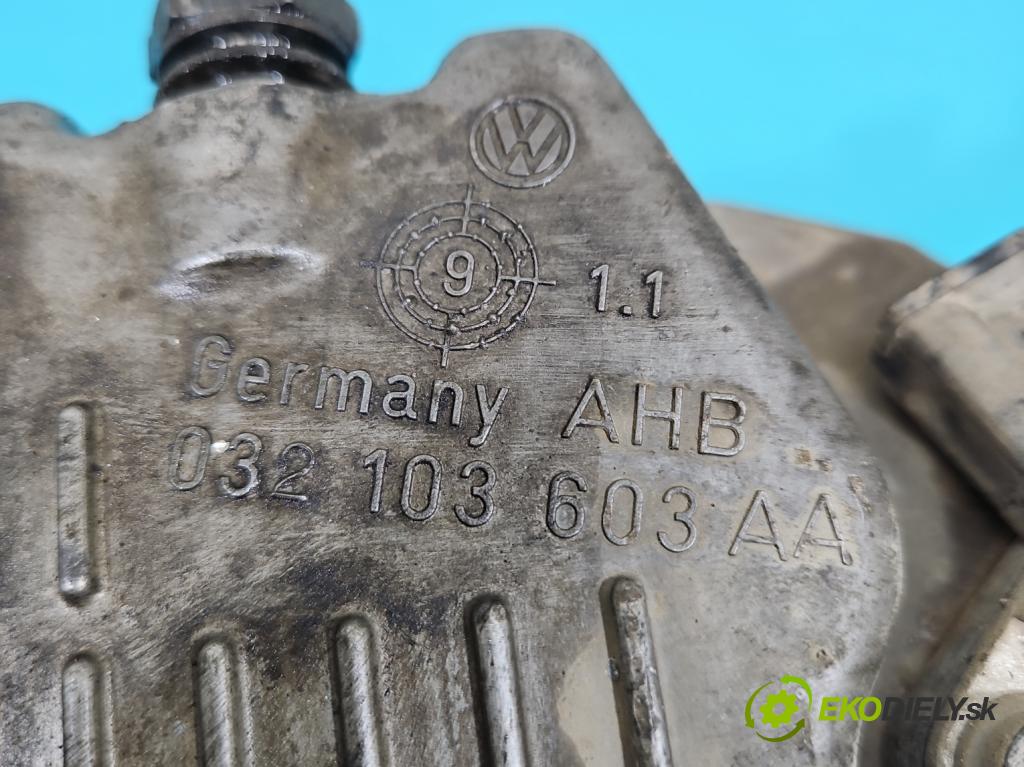 VW
9 1.1
Germany AHB
032 103 603 AA
EKODIELY.sk